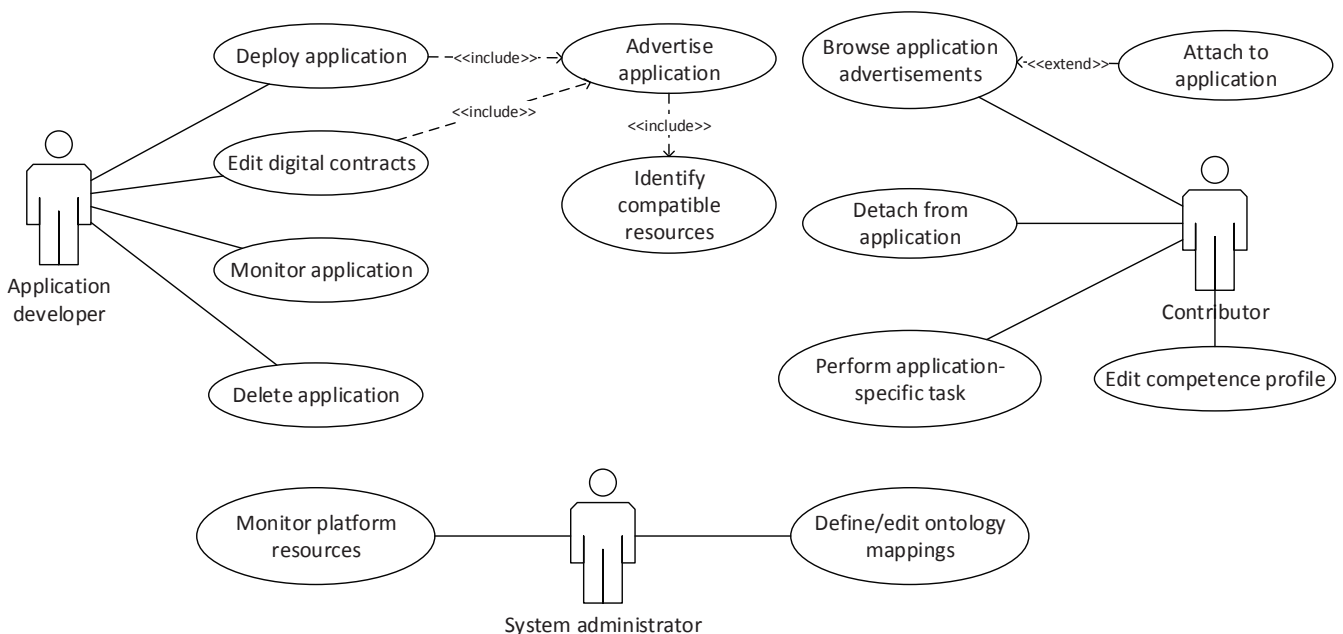 Deploy application
<<include>>
Advertise
application
Browse application
advertisements
<<extend>>
Attach to
application
<<include>>
<<include>>
Edit digital contracts
Identify
compatible
resources
Detach from
application
Monitor application
Application
developer
Contributor
Perform application-
specific task
Edit competence profile
Delete application
Monitor platform
resources
Define/edit ontology
mappings
System administrator